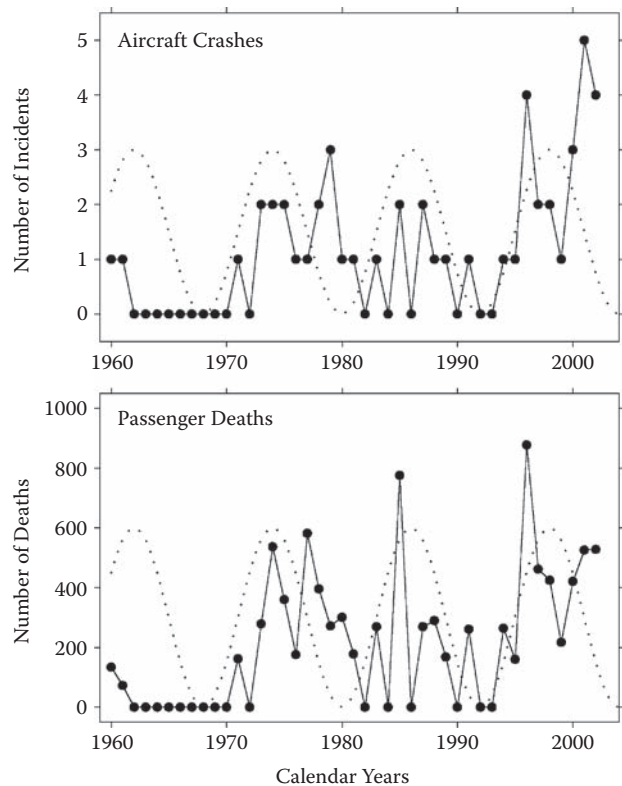 Aircraft Crashes
Number of Incidents
5
4
3
2
1
0
1960 1970 1980 1990 2000
Passenger Deaths
Number of Deaths
1000
800
600
400
200
0
1960 1970 1980 1990 2000
Calendar Years